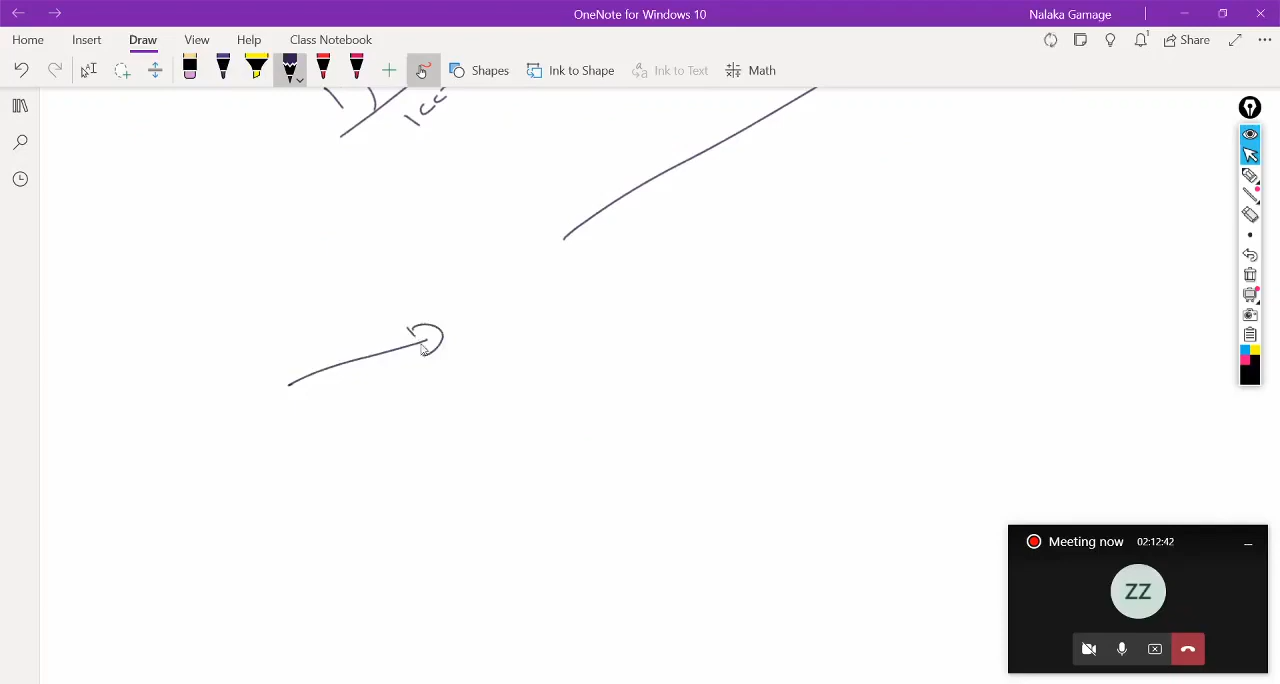 OneNote for Windows 10
Nalaka Gamage
Home Insert Draw View Help Class Notebook
Share
Shapes Ink to Shape Ink to Text Math
Meeting now 02:12:42
ZZ